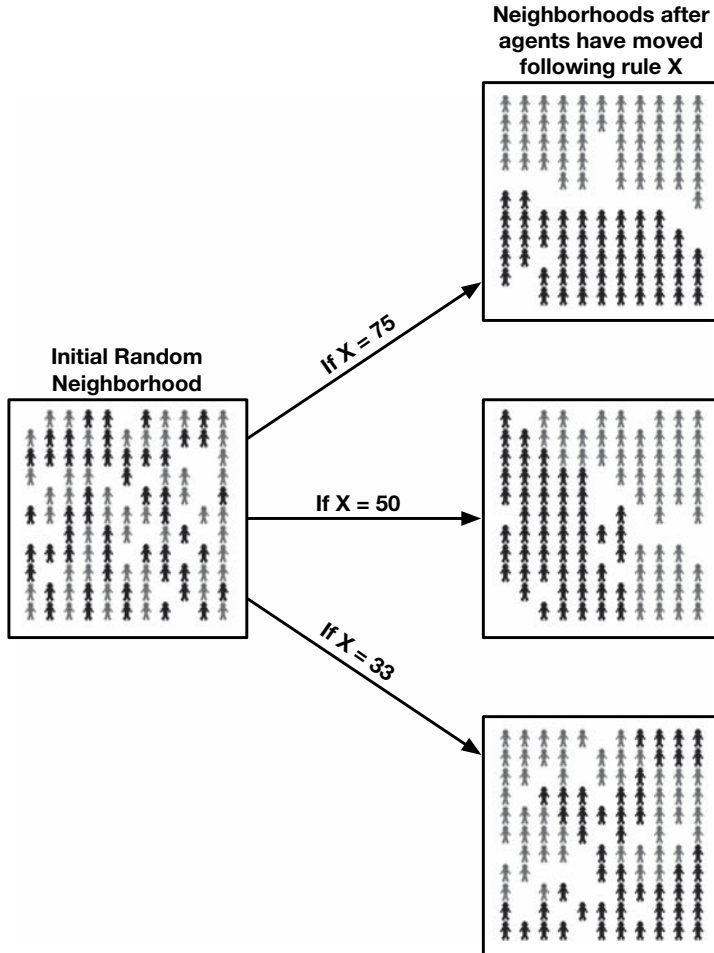 Neighborhoods after
agents have moved
following rule X
If X = 75
Initial Random
Neighborhood
If X = 50
If X = 33